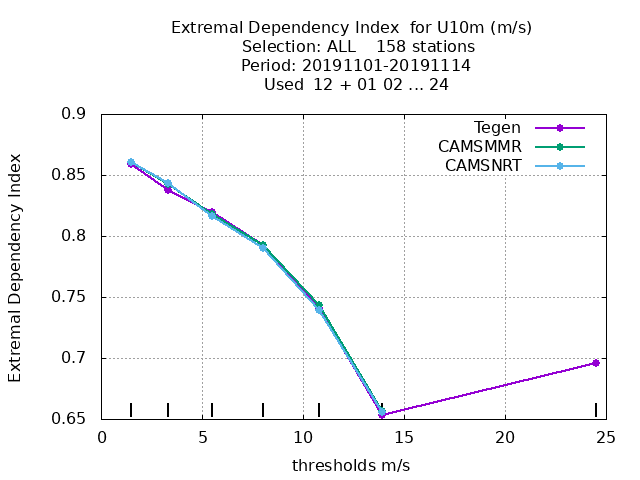 Extremal Dependency Index  for U10m (m/s)
Selection: ALL    158 stations
Period: 20191101-20191114
Used  12 + 01 02 ... 24
Tegen
CAMSMMR
CAMSNRT
Extremal Dependency Index
0.9
0.85
0.8
0.75
0.7
0.65
0 5 10 15 20 25
thresholds m/s